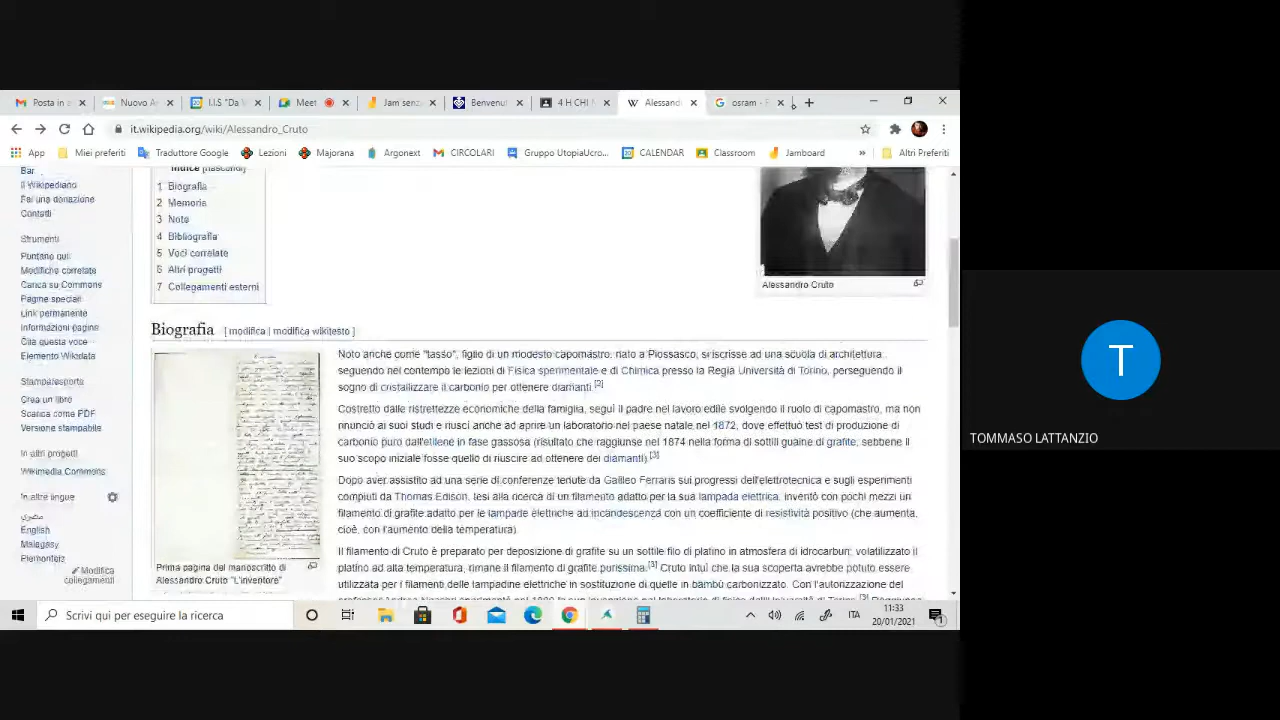 Posta in
Nuovo A
I.I.S "Da
Meet
Jam senz
Benvenu
4 H CHI
Alessand
osram -
it.wikipedia.org/wiki/Alessandro_Cruto
App
Miei preferiti
Traduttore Google
Lezioni
Majorana
Argonext
CIRCOLARI
Gruppo UtopiaUcro...
CALENDAR
Classroom
Jamboard
»
Altri Preferiti
Bar
Il Wikipediano
Fai una donazione
Contatti
Strumenti
Puntano qui
Modifiche correlate
Carica su Commons
Pagine speciali
Link permanente
Informazioni pagina
Cita questa voce
Elemento Wikidata
Stampa/esporta
Crea un libro
Scarica come PDF
Versione stampabile
In altri progetti
Wikimedia Commons
In altre lingue
English
Malagasy
Piemontèis
Modifica
collegamenti
Indice [nascondi]
1 Biografia
2 Memoria
3 Note
4 Bibliografia
5 Voci correlate
6 Altri progetti
7 Collegamenti esterni
Alessandro Cruto
Biografia [ modifica | modifica wikitesto ]
Prima pagina del manoscritto di
Alessandro Cruto "L'inventore"
Noto anche come "tasso", figlio di un modesto capomastro, nato a Piossasco, si iscrisse ad una scuola di architettura
seguendo nel contempo le lezioni di Fisica sperimentale e di Chimica presso la Regia Università di Torino, perseguendo il
sogno di cristallizzare il carbonio per ottenere diamanti.[2]
Costretto dalle ristrettezze economiche della famiglia, seguì il padre nel lavoro edile svolgendo il ruolo di capomastro, ma non
rinunciò ai suoi studi e riuscì anche ad aprire un laboratorio nel paese natale nel 1872, dove effettuò test di produzione di
carbonio puro dall'etilene in fase gassosa (risultato che raggiunse nel 1874 nella forma di sottili guaine di grafite, sebbene il
suo scopo iniziale fosse quello di riuscire ad ottenere dei diamanti).[3]
Dopo aver assistito ad una serie di conferenze tenute da Galileo Ferraris sui progressi dell'elettrotecnica e sugli esperimenti
compiuti da Thomas Edison, tesi alla ricerca di un filamento adatto per la sua lampada elettrica, inventò con pochi mezzi un
filamento di grafite adatto per le lampade elettriche ad incandescenza con un coefficiente di resistività positivo (che aumenta,
cioè, con l'aumento della temperatura).
Il filamento di Cruto è preparato per deposizione di grafite su un sottile filo di platino in atmosfera di idrocarburi; volatilizzato il
platino ad alta temperatura, rimane il filamento di grafite purissima.[3] Cruto intuì che la sua scoperta avrebbe potuto essere
utilizzata per i filamenti delle lampadine elettriche in sostituzione di quelle in bambù carbonizzato. Con l'autorizzazione del
Scrivi qui per eseguire la ricerca
ITA
11:33
20/01/2021
T
TOMMASO LATTANZIO